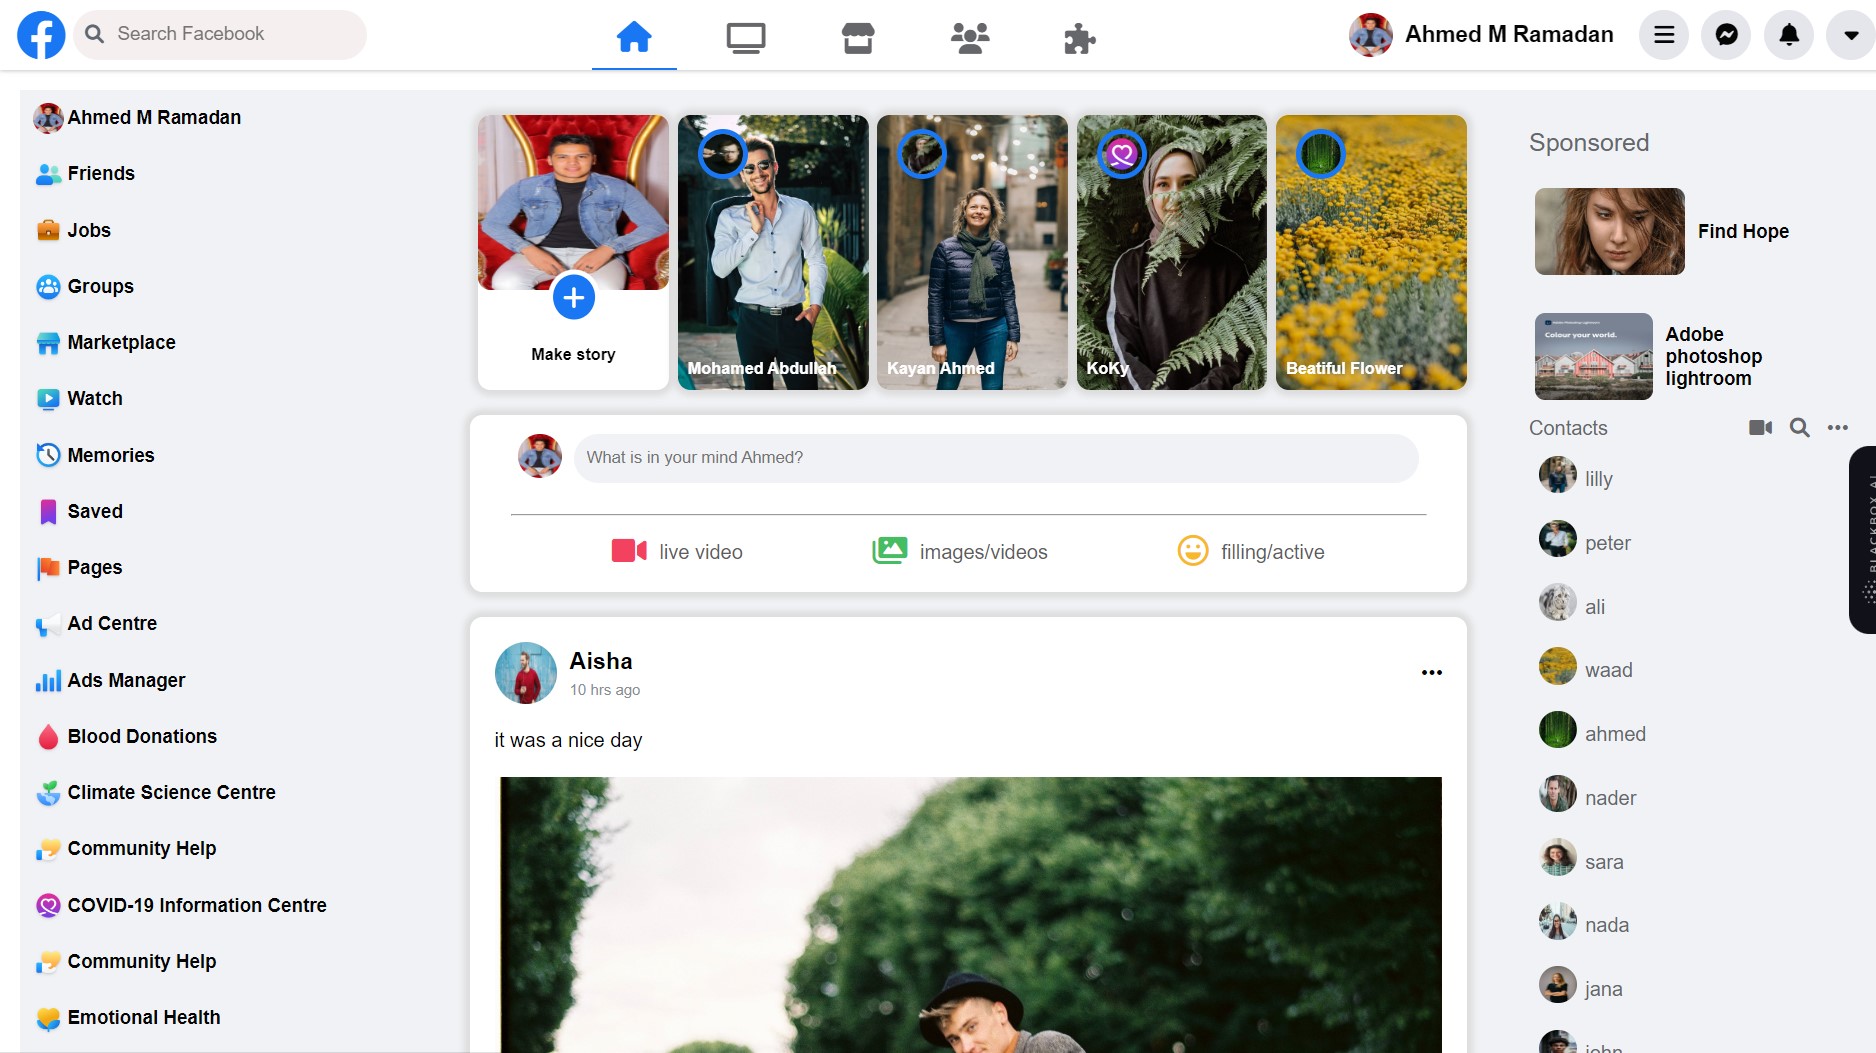 Search Facebook
Ahmed M Ramadan
Ahmed M Ramadan
Friends
Jobs
Groups
Marketplace
Watch
Memories
Saved
Pages
Ad Centre
Ads Manager
Blood Donations
Climate Science Centre
Community Help
COVID-19 Information Centre
Community Help
Emotional Health
Make story
Mohamed Abdullah
Kayan Ahmed
KoKy
Beatiful Flower
What is in your mind Ahmed?
live video
images/videos
filling/active
Aisha
10 hrs ago
it was a nice day
Sponsored
Find Hope
Colour your world.
Adobe
photoshop
lightroom
Contacts
lilly
peter
ali
waad
ahmed
nader
sara
nada
jana
john
BLACKBOX AI